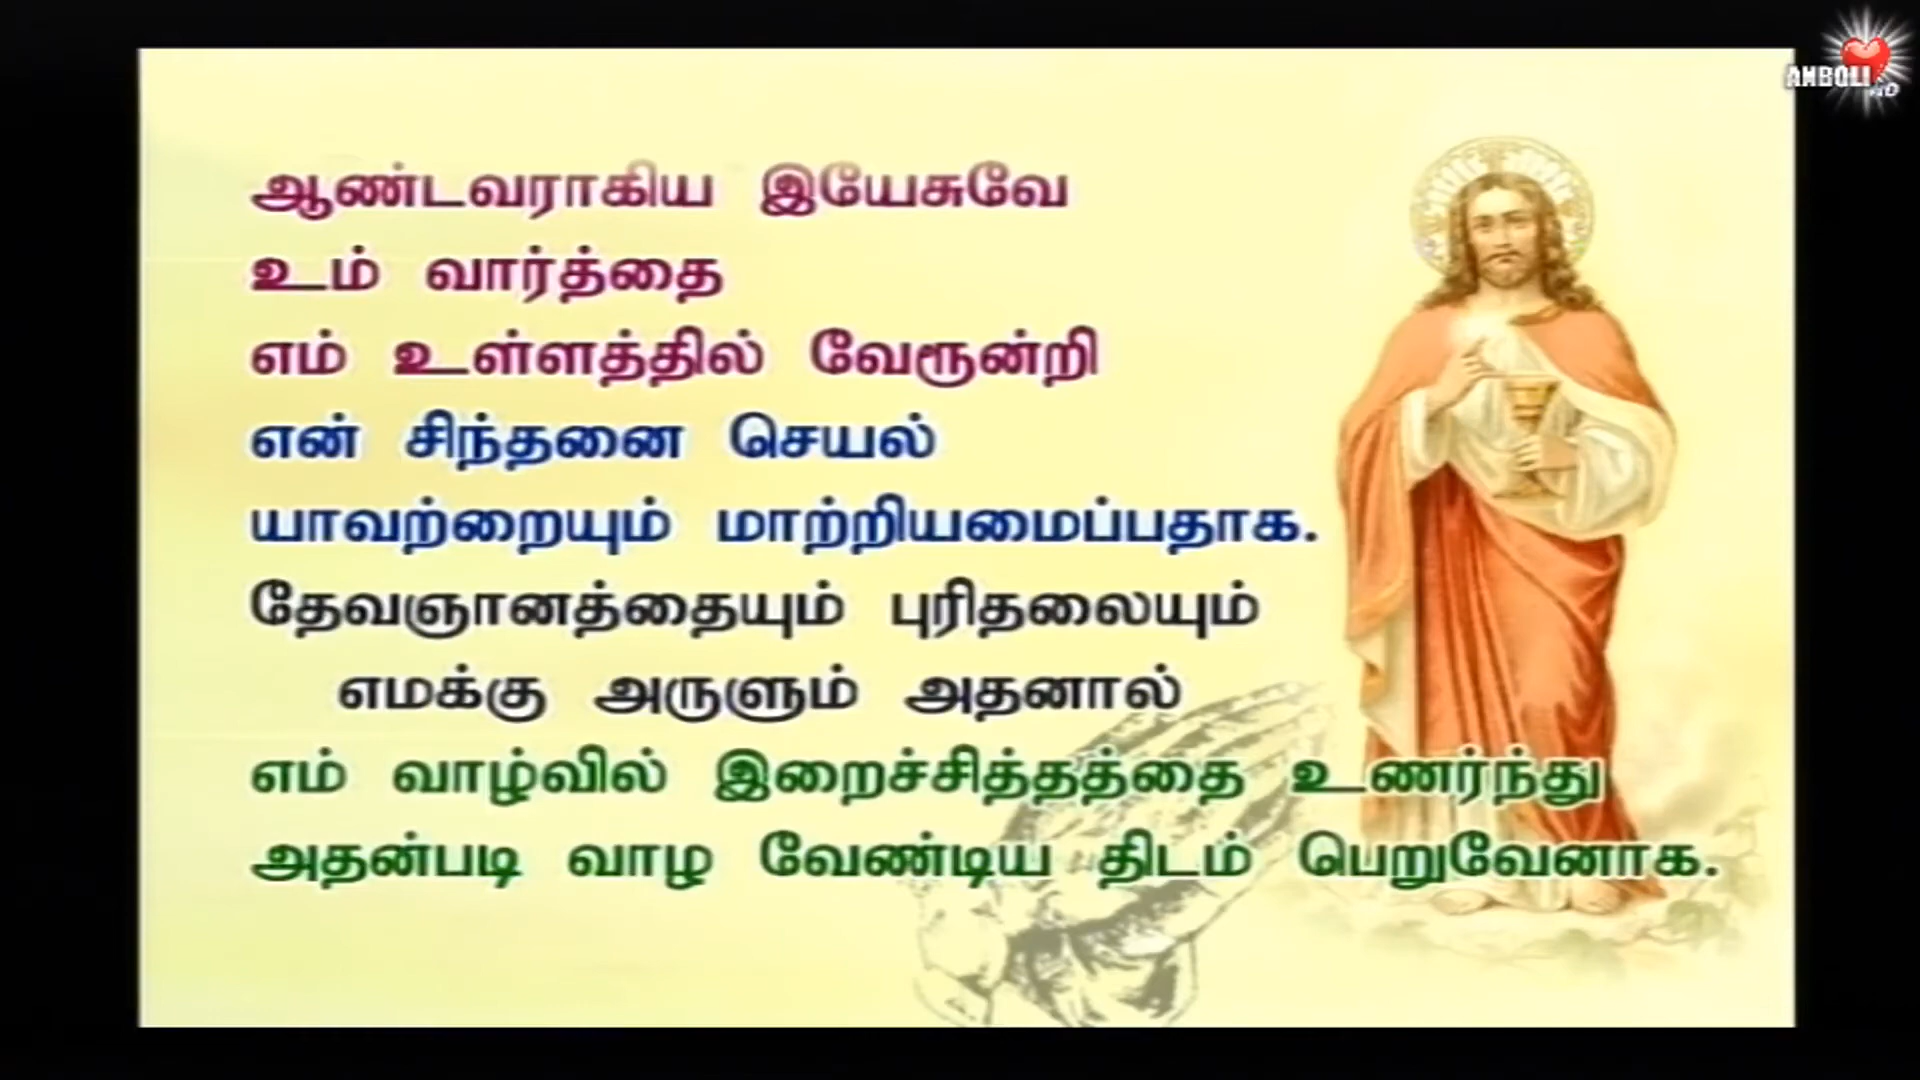 ஆண்டவராகிய இயேசுவே
உம் வார்த்தை
எம் உள்ளத்தில் வேரூன்றி
என் சிந்தனை செயல்
யாவற்றையும் மாற்றியமைப்பதாக.
தேவஞானத்தையும் புரிதலையும்
எமக்கு அருளும் அதனால்
எம் வாழ்வில் இறைச்சித்தத்தை உணர்ந்து
அதன்படி வாழ வேண்டிய திடம் பெறுவேனாக.
ANBOLI HD